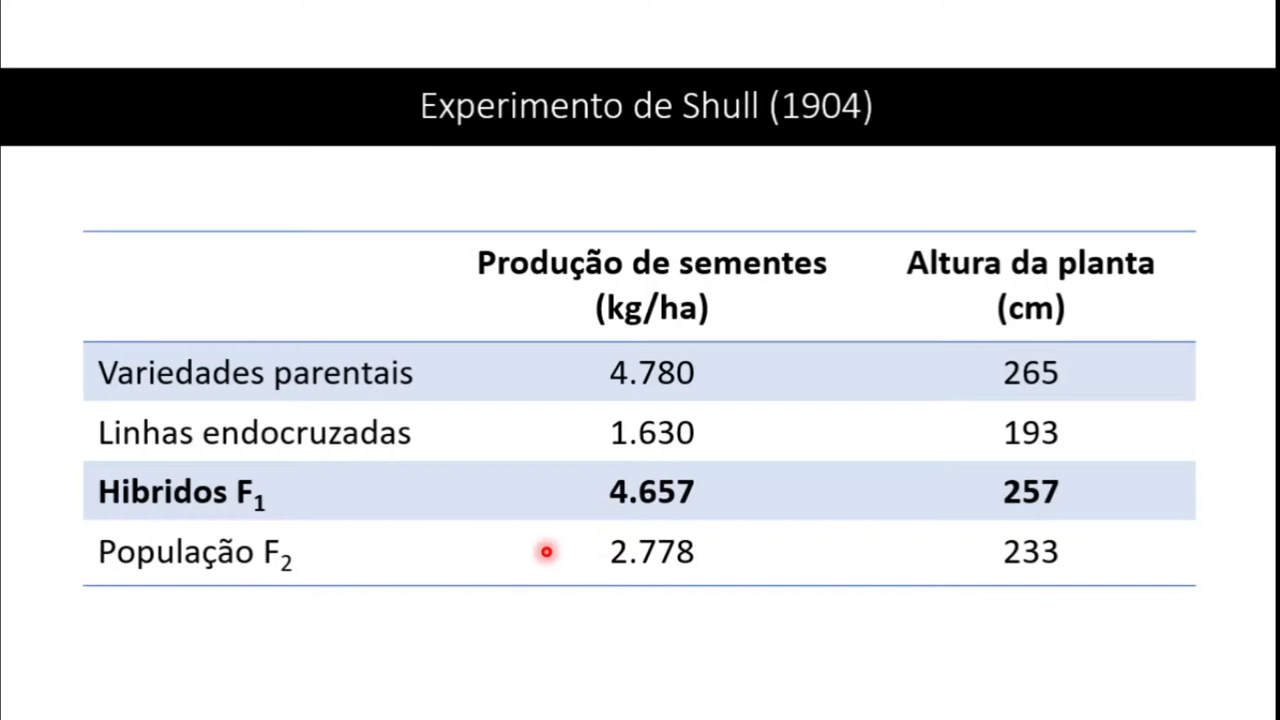 Experimento de Shull (1904)
Produção de sementes
(kg/ha)
Altura da planta
(cm)
Variedades parentais 4.780 265
Linhas endocruzadas 1.630 193
Hibridos F₁ 4.657 257
População F₂ 2.778 233